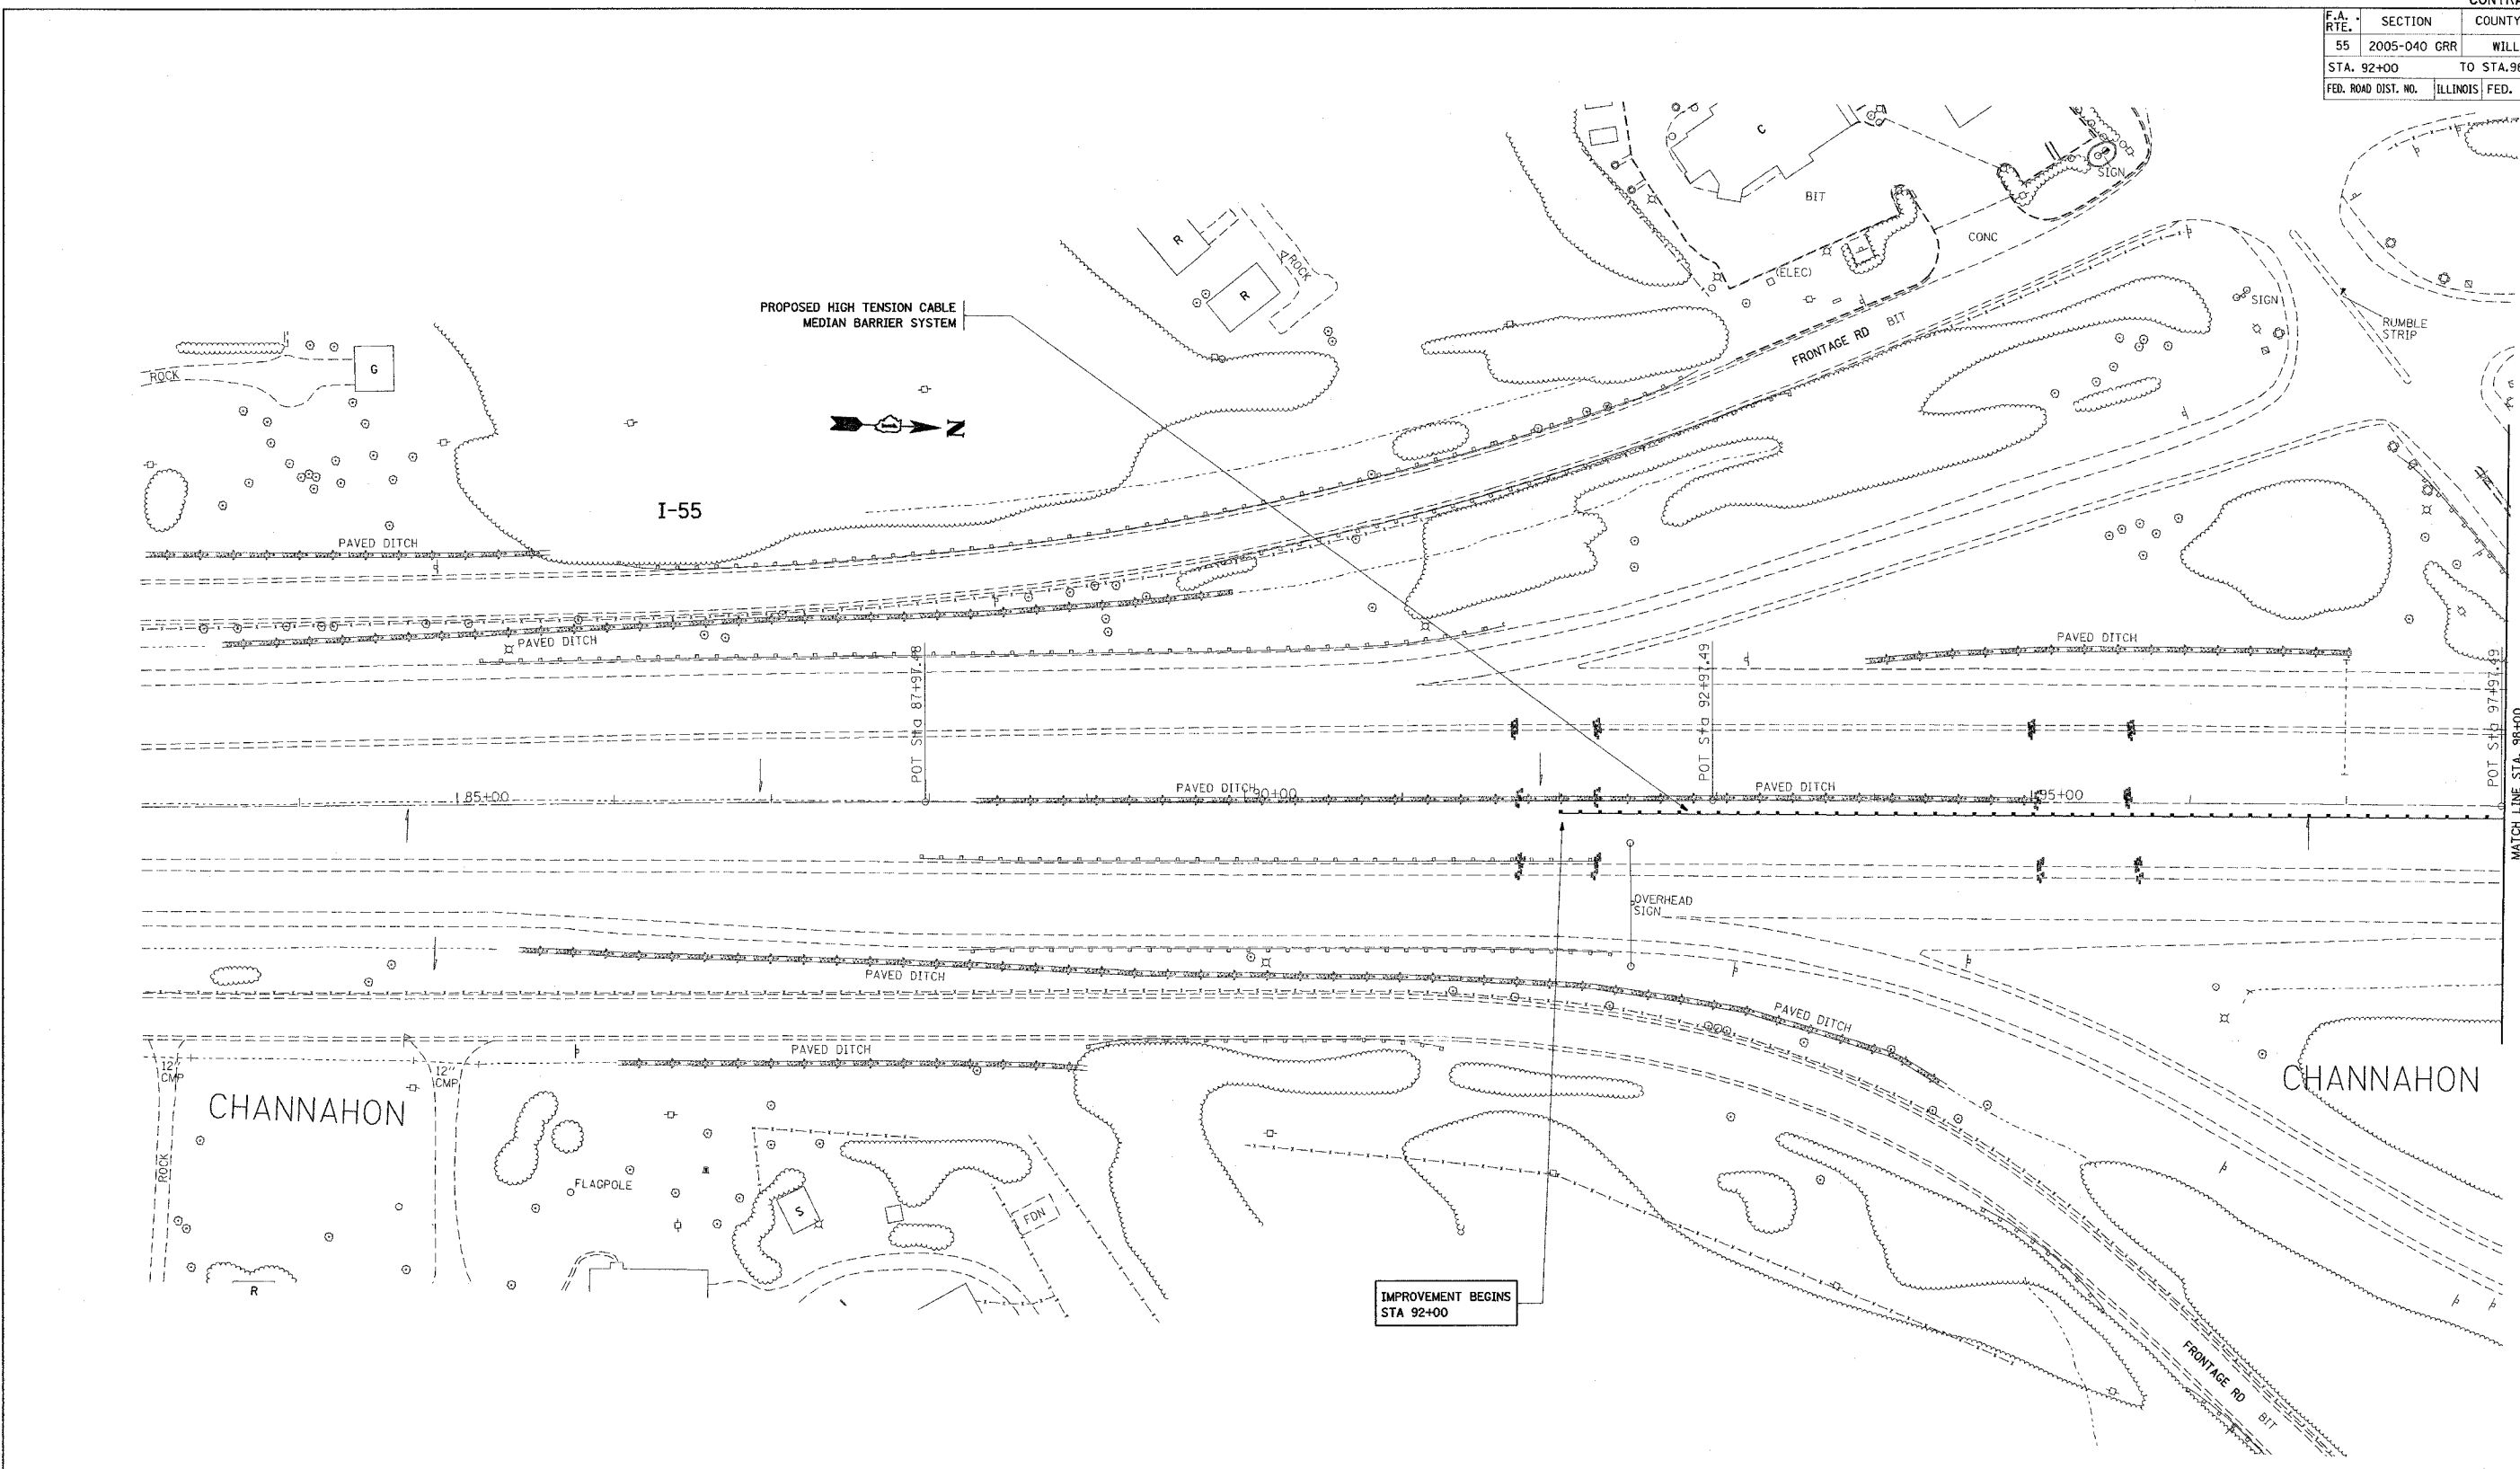 F.A. RTE. SECTION COUNTY
55 2005-040 GRR WILL
STA. 92+00 TO STA.
FED. ROAD DIST. NO. ILLINOIS FED.
C
SIGN
BIT
CONC
(ELEC)
R
ROCK
R
SIGN
PROPOSED HIGH TENSION CABLE
MEDIAN BARRIER SYSTEM
RUMBLE
STRIP
FRONTAGE RD BIT
ROCK
G
N
I-55
PAVED DITCH
PAVED DITCH
PAVED DITCH
POT Sta 87+97.48
POT Sta 92+97.49
POT Sta 97+97.49
MATCH LINE STA. 98+00
85+00
PAVED DITCH
90+00
PAVED DITCH
95+00
OVERHEAD
SIGN
PAVED DITCH
PAVED DITCH
PAVED DITCH
12"
CMP
12"
CMP
CHANNAHON
CHANNAHON
ROCK
FLAGPOLE
S
FDN
R
IMPROVEMENT BEGINS
STA 92+00
FRONTAGE RD BIT